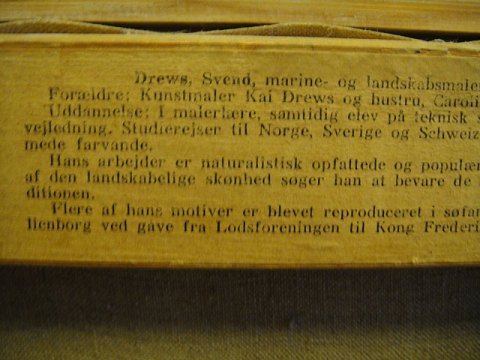 Drews, Svend, marine- og landskabsmaler
Forældre: Kunstmaler Kai Drews og hustru, Caroli
Uddannelse: I malerlære, samtidig elev på teknisk s
vejledning. Studierejser til Norge, Sverige og Schweiz
mede farvande.
Hans arbejder er naturalistisk opfattede og populær
af den landskabelige skønhed søger han at bevare de
ditionen.
Flere af hans motiver er blevet reproduceret i søfar
lienborg ved gave fra Lodsforeningen til Kong Frederi